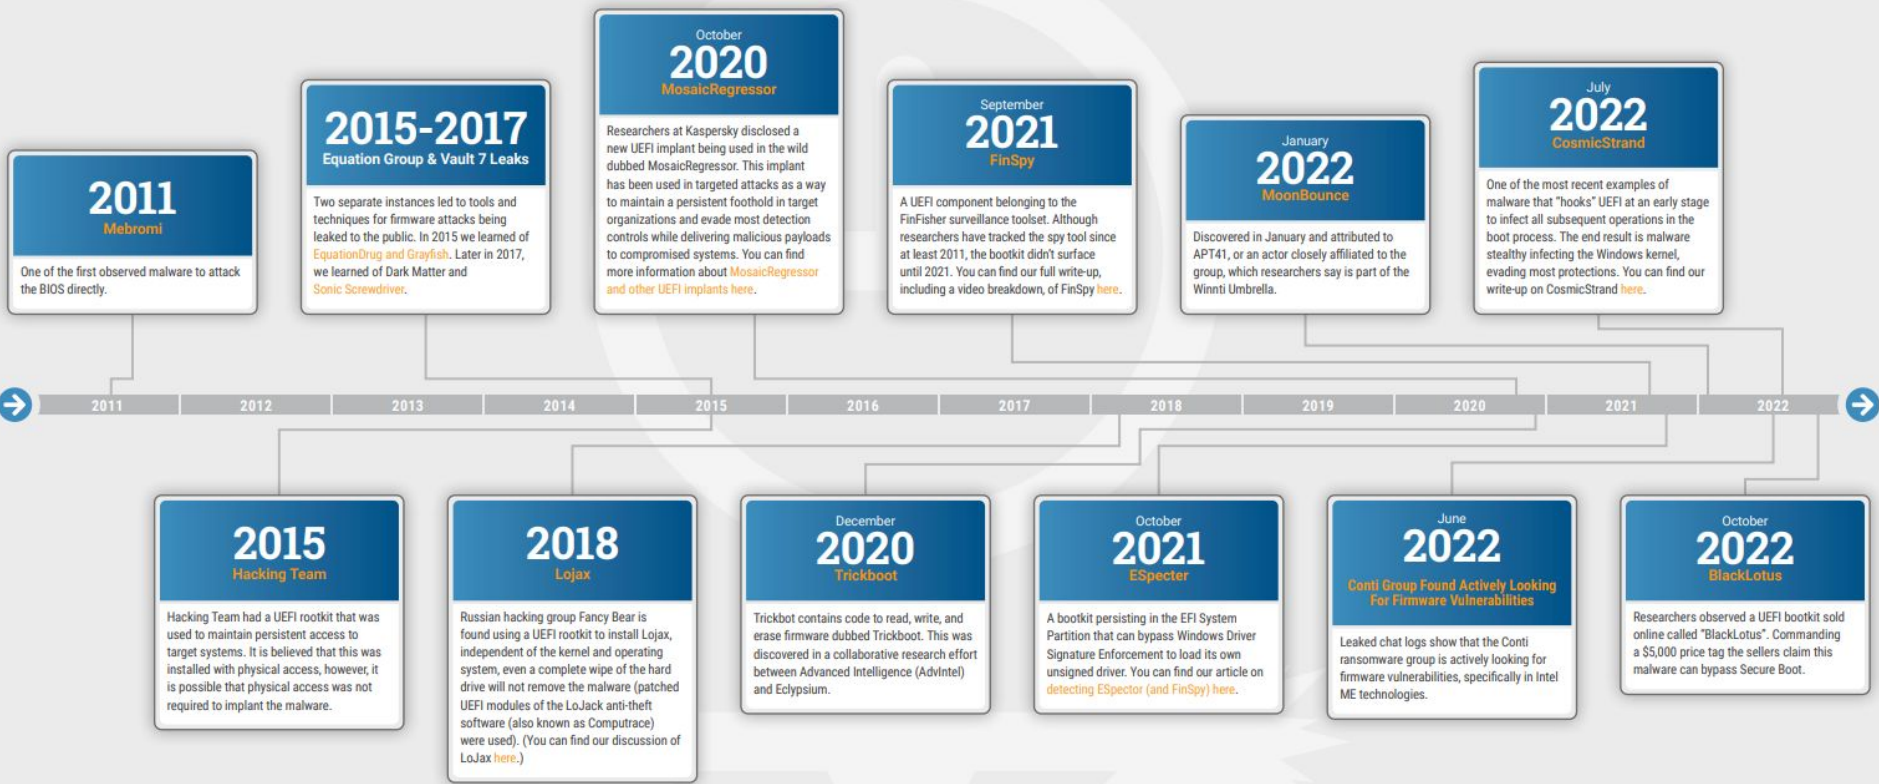 2011
Mebromi
One of the first observed malware to attack
the BIOS directly.
2015-2017
Equation Group & Vault 7 Leaks
Two separate instances led to tools and
techniques for firmware attacks being
leaked to the public. In 2015 we learned of
EquationDrug and Grayfish. Later in 2017,
we learned of Dark Matter and
Sonic Screwdriver.
October
2020
MosaicRegressor
Researchers at Kaspersky disclosed a
new UEFI implant being used in the wild
dubbed MosaicRegressor. This implant
has been used in targeted attacks as a way
to maintain a persistent foothold in target
organizations and evade most detection
controls while delivering malicious payloads
to compromised systems. You can find
more information about MosaicRegressor
and other UEFI implants here.
September
2021
FinSpy
A UEFI component belonging to the
FinFisher surveillance toolset. Although
researchers have tracked the spy tool since
at least 2011, the bootkit didn't surface
until 2021. You can find our full write-up,
including a video breakdown, of FinSpy here.
January
2022
MoonBounce
Discovered in January and attributed to
APT41, or an actor closely affiliated to the
group, which researchers say is part of the
Winnti Umbrella.
July
2022
CosmicStrand
One of the most recent examples of
malware that "hooks" UEFI at an early stage
to infect all subsequent operations in the
boot process. The end result is malware
stealthy infecting the Windows kernel,
evading most protections. You can find our
write-up on CosmicStrand here.
2011 2012 2013 2014 2015 2016 2017 2018 2019 2020 2021 2022
2015
Hacking Team
Hacking Team had a UEFI rootkit that was
used to maintain persistent access to
target systems. It is believed that this was
installed with physical access, however, it
is possible that physical access was not
required to implant the malware.
2018
Lojax
Russian hacking group Fancy Bear is
found using a UEFI rootkit to install Lojax,
independent of the kernel and operating
system, even a complete wipe of the hard
drive will not remove the malware (patched
UEFI modules of the LoJack anti-theft
software (also known as Computrace)
were used). (You can find our discussion of
LoJax here.)
December
2020
Trickboot
Trickbot contains code to read, write, and
erase firmware dubbed Trickboot. This was
discovered in a collaborative research effort
between Advanced Intelligence (AdvIntel)
and Eclypsium.
October
2021
ESpecter
A bootkit persisting in the EFI System
Partition that can bypass Windows Driver
Signature Enforcement to load its own
unsigned driver. You can find our article on
detecting ESpector (and FinSpy) here.
June
2022
Conti Group Found Actively Looking
For Firmware Vulnerabilities
Leaked chat logs show that the Conti
ransomware group is actively looking for
firmware vulnerabilities, specifically in Intel
ME technologies.
October
2022
BlackLotus
Researchers observed a UEFI bootkit sold
online called "BlackLotus". Commanding
a $5,000 price tag the sellers claim this
malware can bypass Secure Boot.